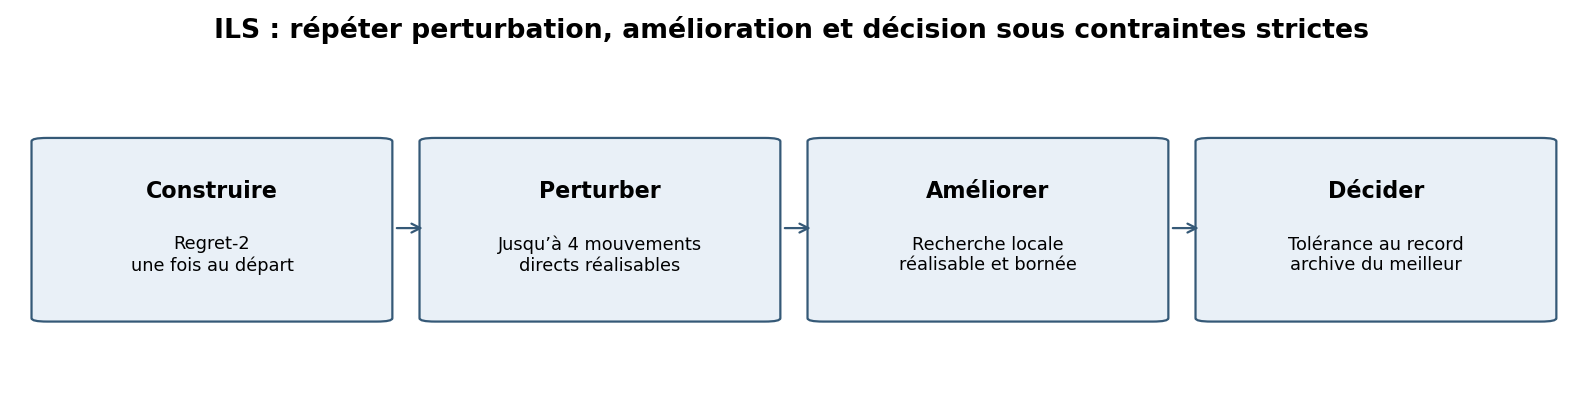 ILS : répéter perturbation, amélioration et décision sous contraintes strictes
Construire
Regret-2
une fois au départ
Perturber
Jusqu’à 4 mouvements
directs réalisables
Améliorer
Recherche locale
réalisable et bornée
Décider
Tolérance au record
archive du meilleur